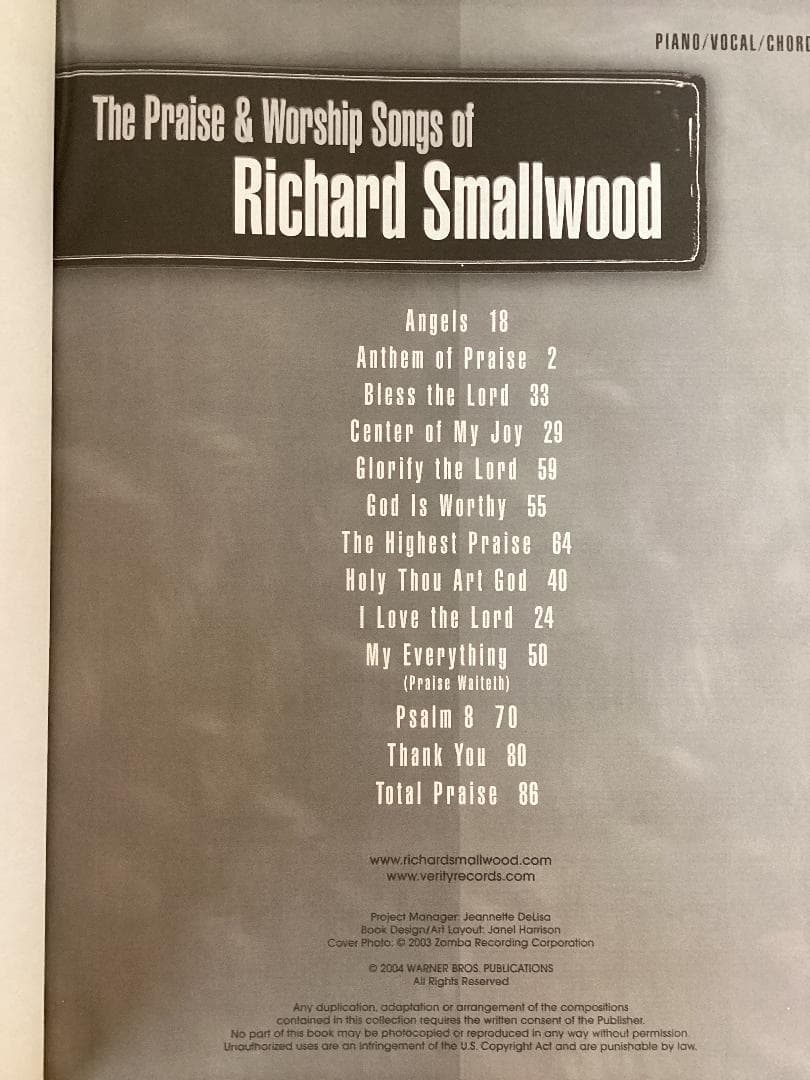 PIANO/VOCAL/CHORD
The Praise & Worship Songs of
Richard Smallwood
Angels 18
Anthem of Praise 2
Bless the Lord 33
Center of My Joy 29
Glorify the Lord 59
God Is Worthy 55
The Highest Praise 64
Holy Thou Art God 40
I Love the Lord 24
My Everything 50
(Praise Waiteth)
Psalm 8 70
Thank You 80
Total Praise 86
www.richardsmallwood.com
www.verityrecords.com
Project Manager: Jeannette DeLisa
Book Design/Art Layout: Janel Harrison
Cover Photo: © 2003 Zomba Recording Corporation
© 2004 WARNER BROS. PUBLICATIONS
All Rights Reserved
Any duplication, adaptation or arrangement of the compositions
contained in this collection requires the written consent of the Publisher.
No part of this book may be photocopied or reproduced in any way without permission.
Unauthorized uses are an infringement of the U.S. Copyright Act and are punishable by law.